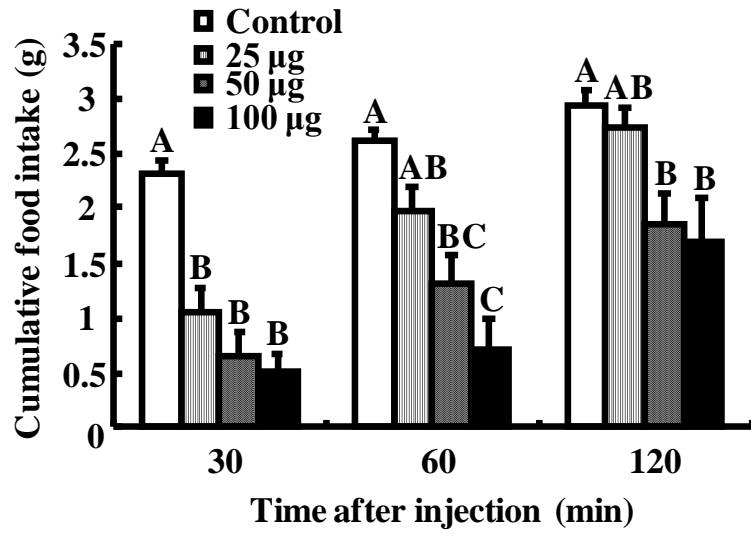 Control
25 µg
50 µg
100 µg
Cumulative food intake (g)
3.5
3
2.5
2
1.5
1
0.5
0
A
B
B
B
A
AB
BC
C
A
AB
B
B
30
60
120
Time after injection (min)